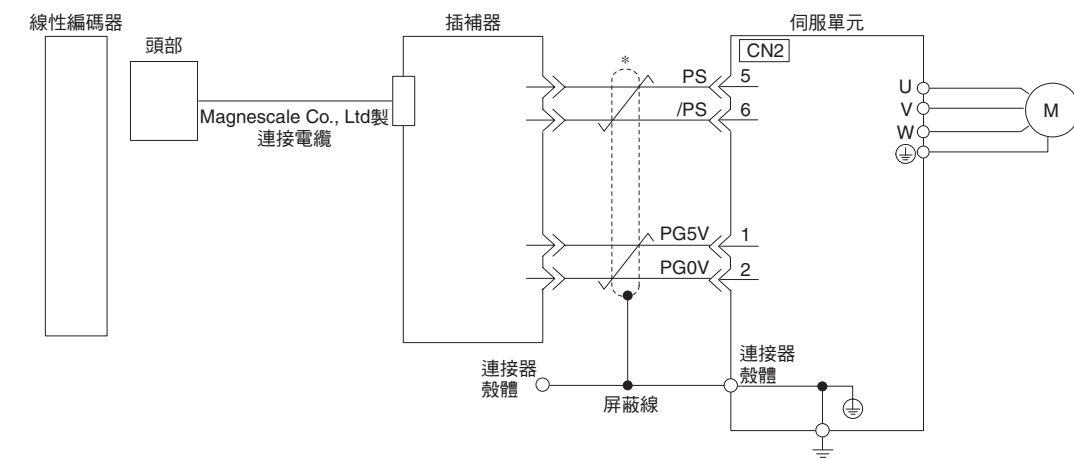 線性編碼器
頭部
Magnescale Co., Ltd製
連接電纜
插補器
*
伺服單元
CN2
PS 5
/PS 6
PG5V 1
PG0V 2
U
V
W
M
連接器
殼體
屏蔽線
連接器
殼體